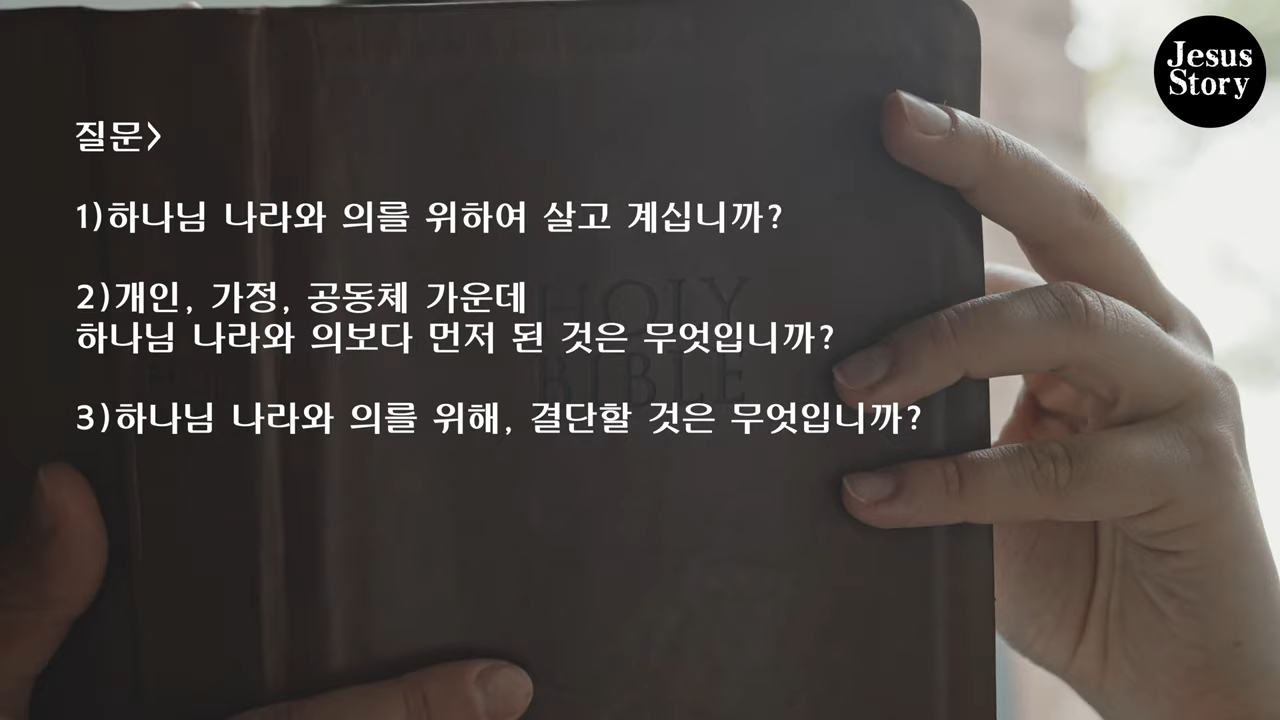 Jesus
Story
질문>
1)하나님 나라와 의를 위하여 살고 계십니까?
2)개인, 가정, 공동체 가운데
하나님 나라와 의보다 먼저 된 것은 무엇입니까?
3)하나님 나라와 의를 위해, 결단할 것은 무엇입니까?
HOLY
BIBLE